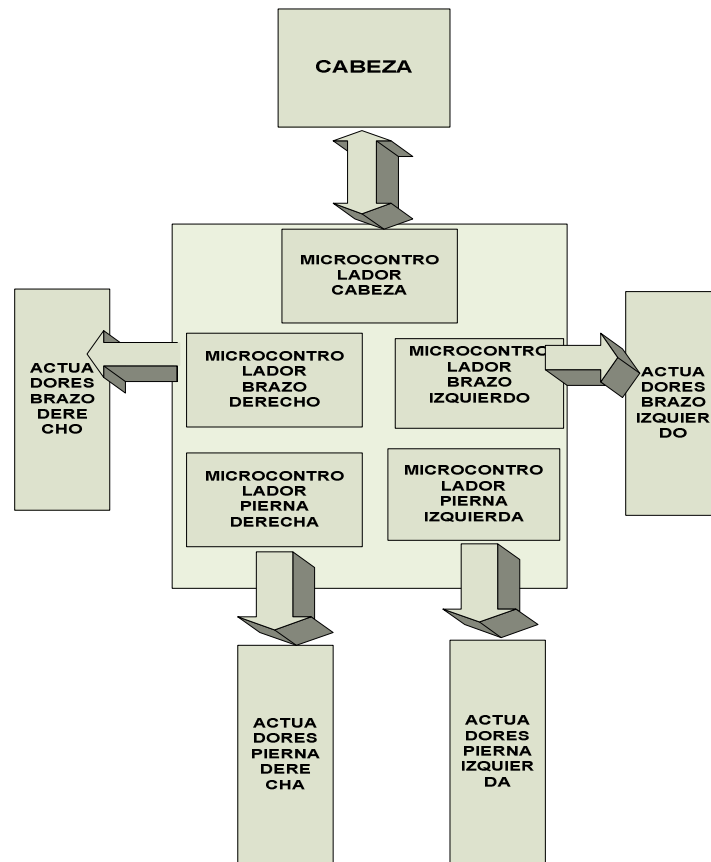 CABEZA
MICROCONTRO
LADOR
CABEZA
ACTUA
DORES
BRAZO
DERE
CHO
MICROCONTRO
LADOR
BRAZO
DERECHO
MICROCONTRO
LADOR
BRAZO
IZQUIERDO
ACTUA
DORES
BRAZO
IZQUIER
DO
MICROCONTRO
LADOR
PIERNA
DERECHA
MICROCONTRO
LADOR
PIERNA
IZQUIERDA
ACTUA
DORES
PIERNA
DERE
CHA
ACTUA
DORES
PIERNA
IZQUIER
DA